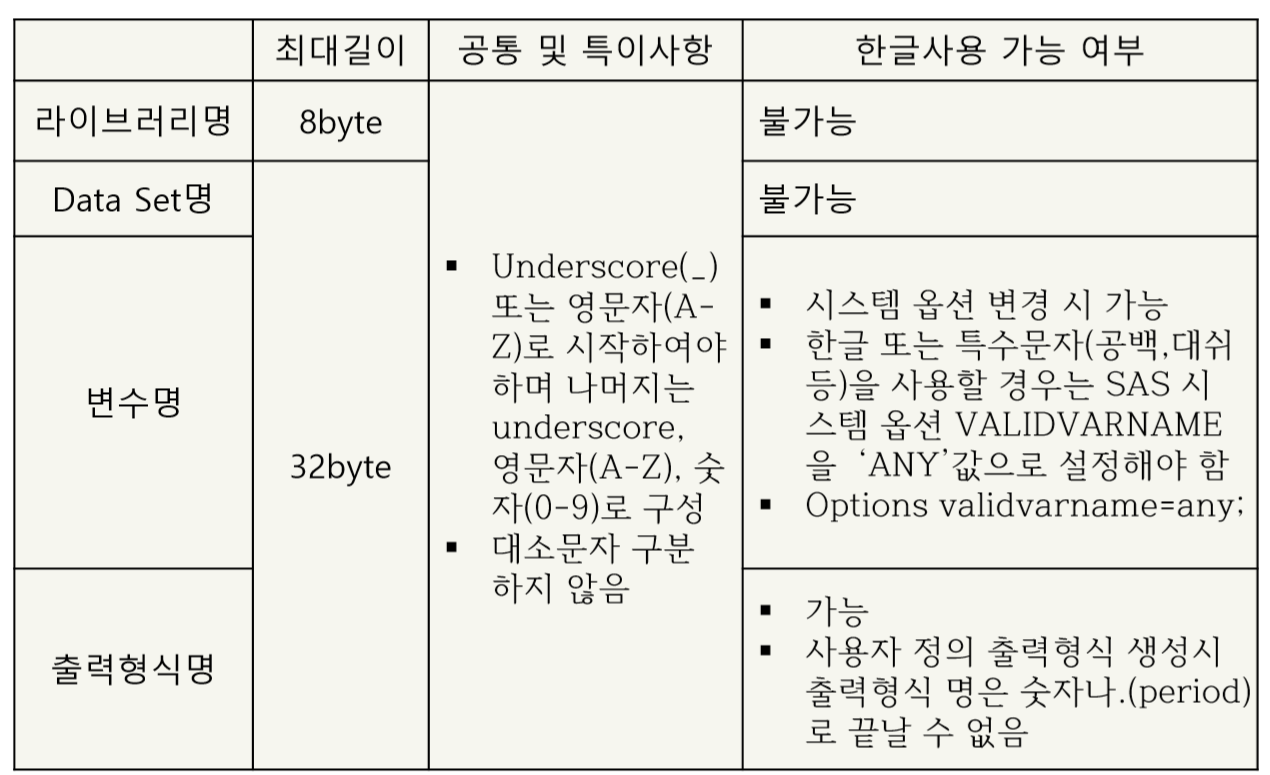 최대길이 공통 및 특이사항 한글사용 가능 여부
라이브러리명 8byte 불가능
Data Set명 불가능
32byte
▪ Underscore(_)
또는 영문자(A-
Z)로 시작하여야
하며 나머지는
underscore,
영문자(A-Z), 숫
자(0-9)로 구성
▪ 대소문자 구분
하지 않음
변수명
▪ 시스템 옵션 변경 시 가능
▪ 한글 또는 특수문자(공백,대쉬
등)을 사용할 경우는 SAS 시
스템 옵션 VALIDVARNAME
을 ‘ANY’값으로 설정해야 함
▪ Options validvarname=any;
출력형식명
▪ 가능
▪ 사용자 정의 출력형식 생성시
출력형식 명은 숫자나.(period)
로 끝날 수 없음